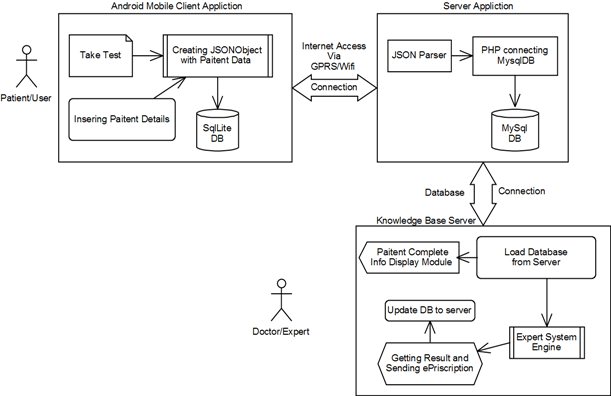 Android Mobile Client Appliction
Server Appliction
Take Test
Creating JSONObject
with Paitent Data
Internet Access
Via
GPRS/Wifi
Connection
JSON Parser
PHP connecting
MysqlDB
Patient/User
Insering Paitent Details
SqlLite
DB
MySql
DB
Database
Connection
Knowledge Base Server
Paitent Complete
Info Display Module
Load Database
from Server
Doctor/Expert
Update DB to server
Expert System
Engine
Getting Result and
Sending ePriscription